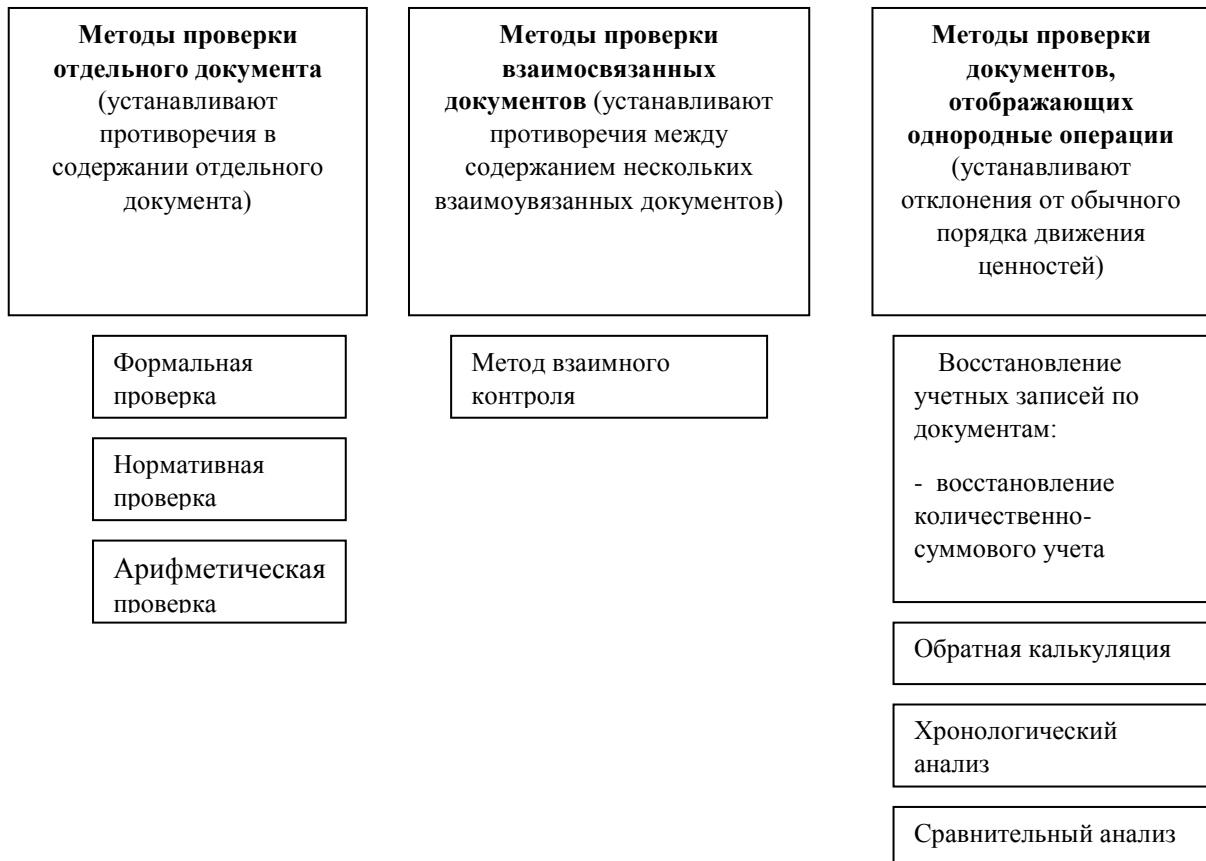 Методы проверки
отдельного документа
(устанавливают
противоречия в
содержании отдельного
документа)
Методы проверки
взаимосвязанных
документов (устанавливают
противоречия между
содержанием нескольких
взаимоувязанных документов)
Методы проверки
документов,
отображающих
однородные операции
(устанавливают
отклонения от обычного
порядка движения
ценностей)
Формальная
проверка
Нормативная
проверка
Арифметическая
проверка
Метод взаимного
контроля
Восстановление
учетных записей по
документам:
- восстановление
количественно-
суммового учета
Обратная калькуляция
Хронологический
анализ
Сравнительный анализ